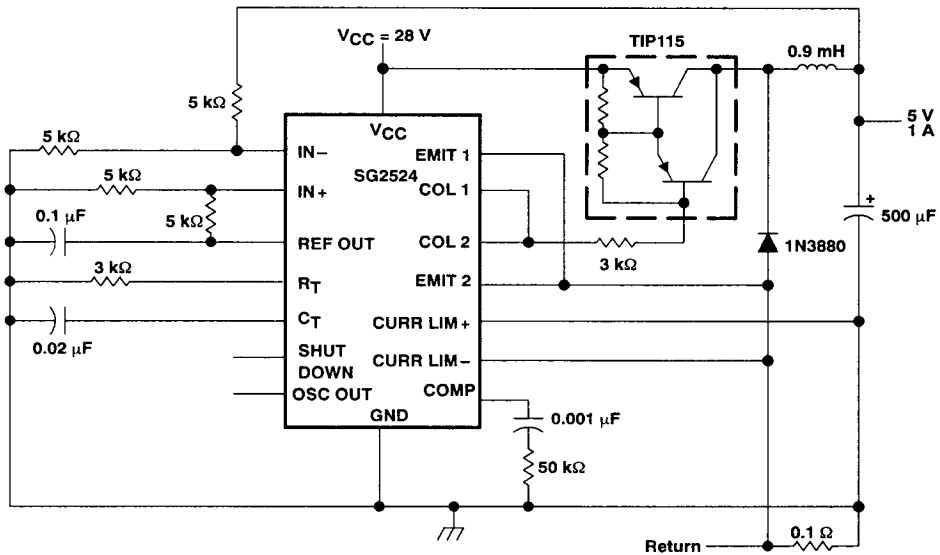 VCC = 28 V
TIP115
0.9 mH
5 kΩ
5 kΩ
VCC
5 V
1 A
IN−
EMIT 1
5 kΩ
SG2524
IN+
COL 1
0.1 µF
5 kΩ
+
500 µF
REF OUT
COL 2
1N3880
3 kΩ
3 kΩ
RT
EMIT 2
CT
CURR LIM+
0.02 µF
SHUT
DOWN
CURR LIM−
OSC OUT
COMP
GND
0.001 µF
50 kΩ
0.1 Ω
Return